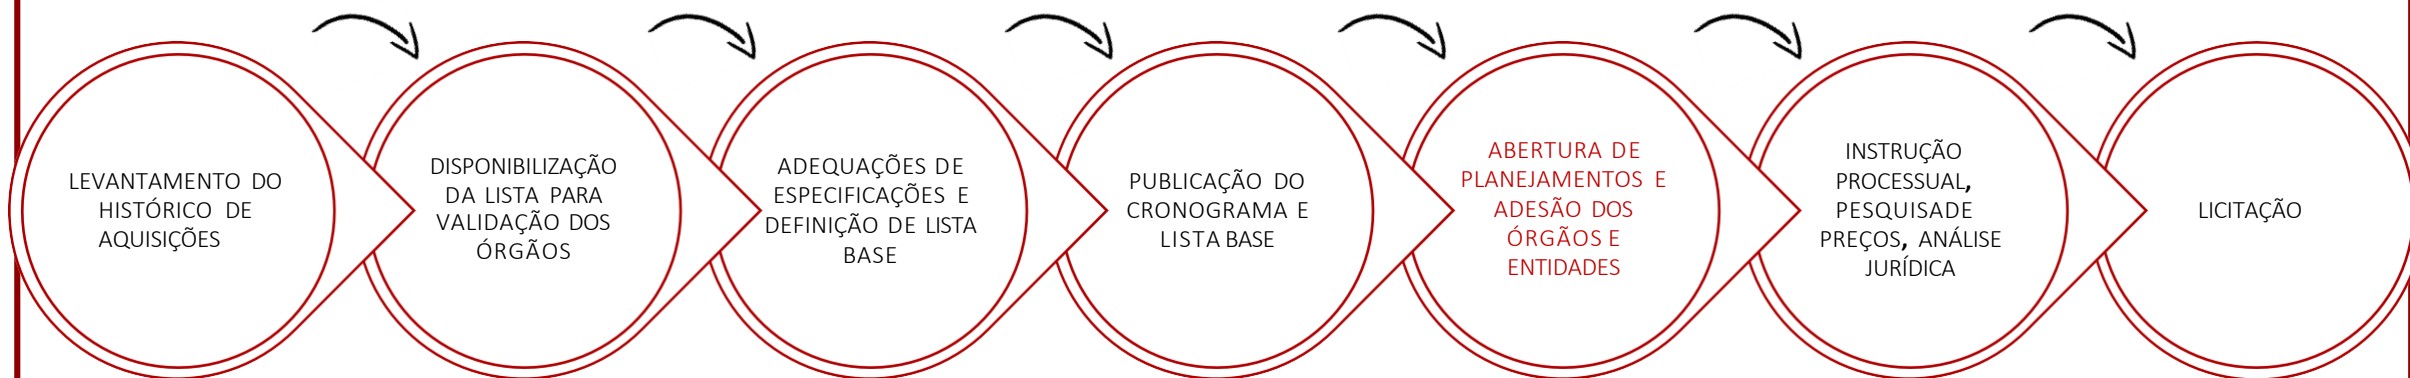 LEVANTAMENTO DO
HISTÓRICO DE
AQUISIÇÕES
DISPONIBILIZAÇÃO
DA LISTA PARA
VALIDAÇÃO DOS
ÓRGÃOS
ADEQUAÇÕES DE
ESPECIFICAÇÕES E
DEFINIÇÃO DE LISTA
BASE
PUBLICAÇÃO DO
CRONOGRAMA E
LISTA BASE
ABERTURA DE
PLANEJAMENTOS E
ADESÃO DOS
ÓRGÃOS E
ENTIDADES
INSTRUÇÃO
PROCESSUAL,
PESQUISADE
PREÇOS, ANÁLISE
JURÍDICA
LICITAÇÃO